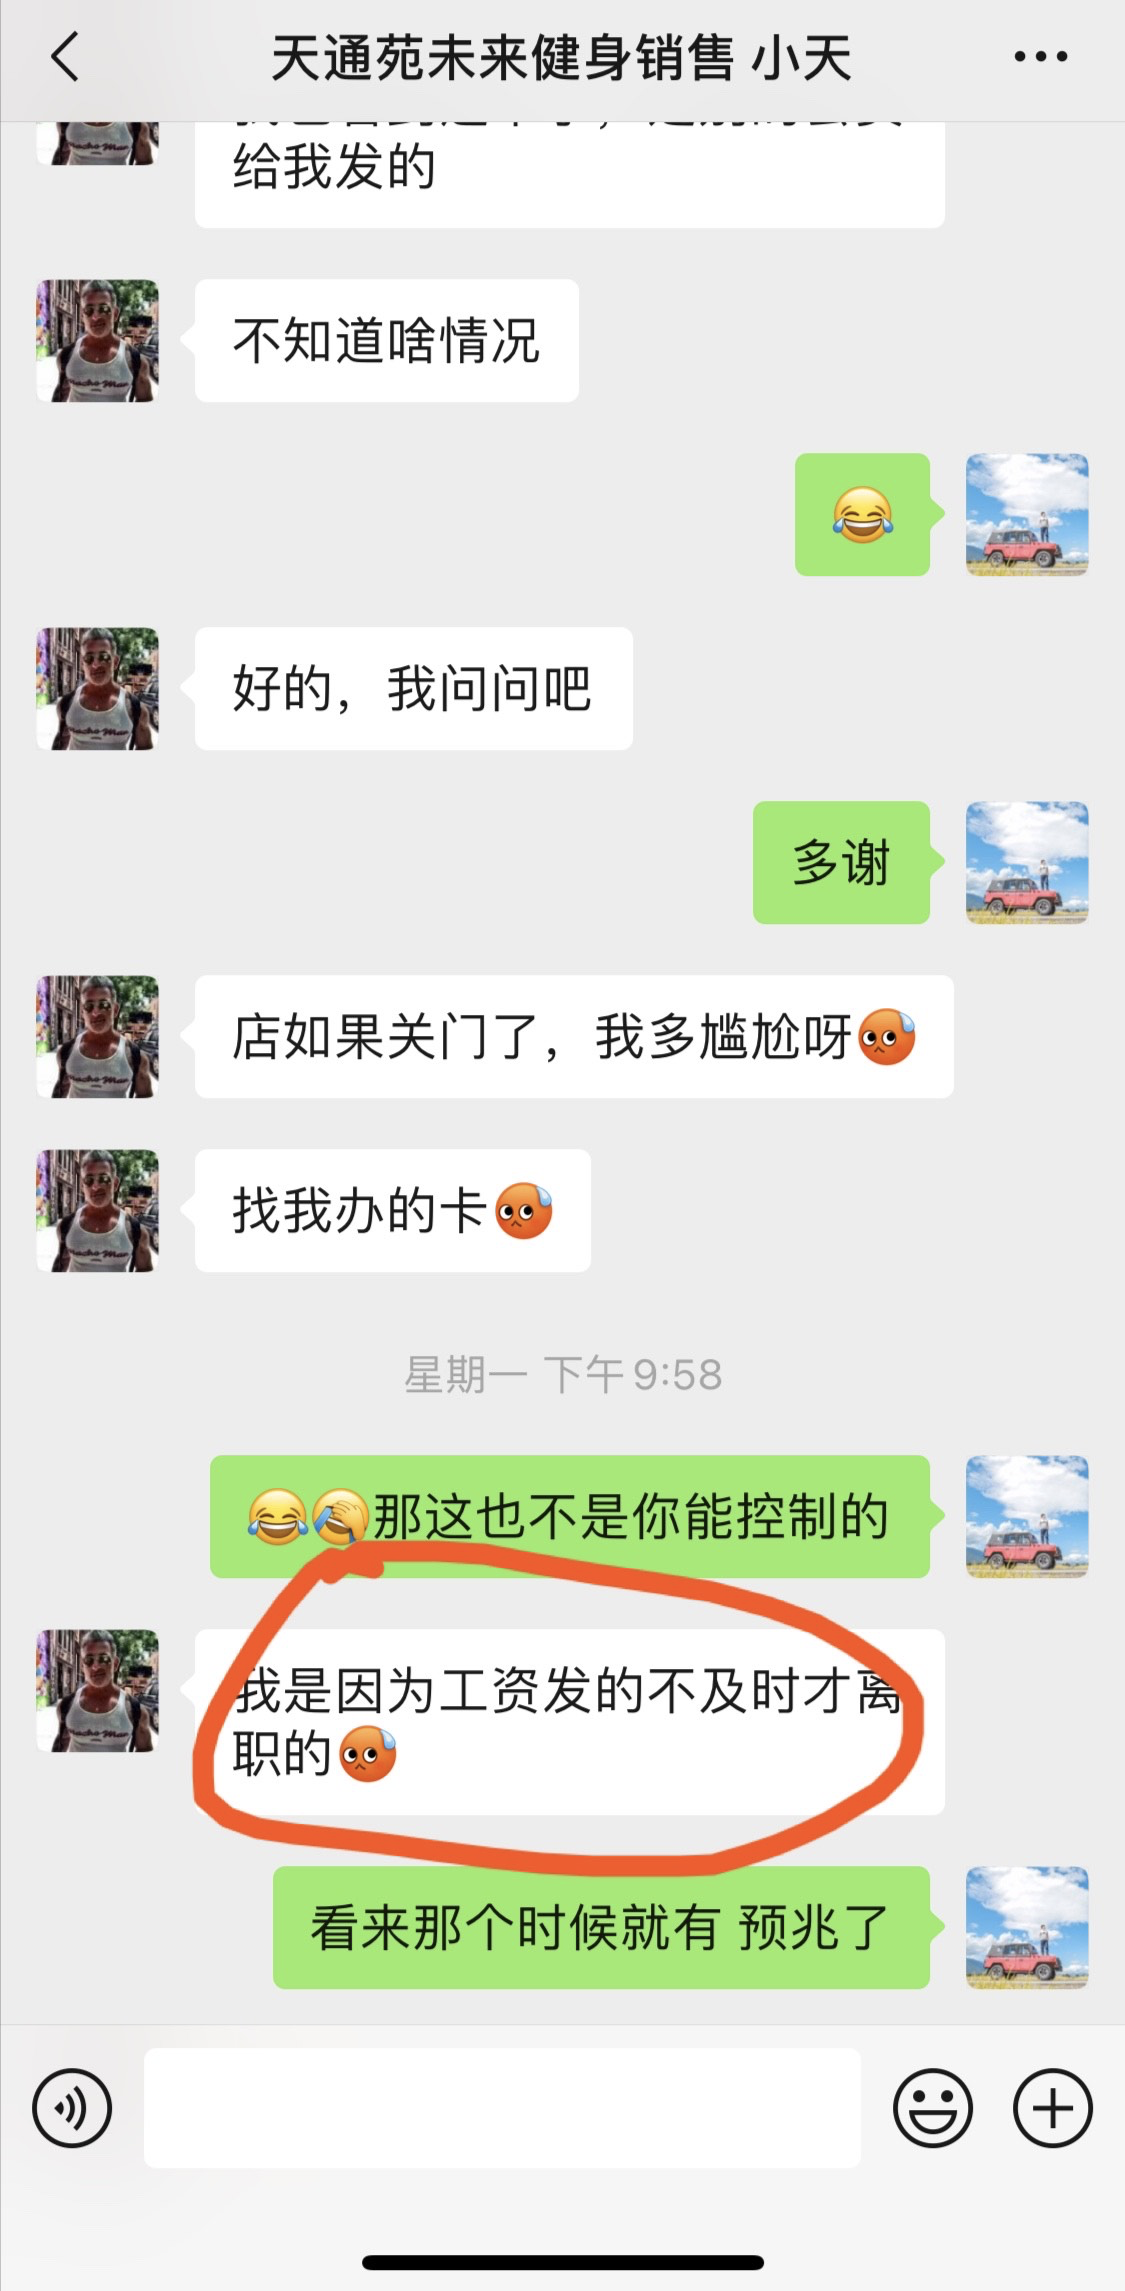 天通苑未来健身销售 小天
给我发的
不知道啥情况
😂
好的，我问问吧
多谢
店如果关门了，我多尴尬呀
找我办的卡
星期一 下午9:58
😂🤦那这也不是你能控制的
我是因为工资发的不及时才离
职的
看来那个时候就有 预兆了